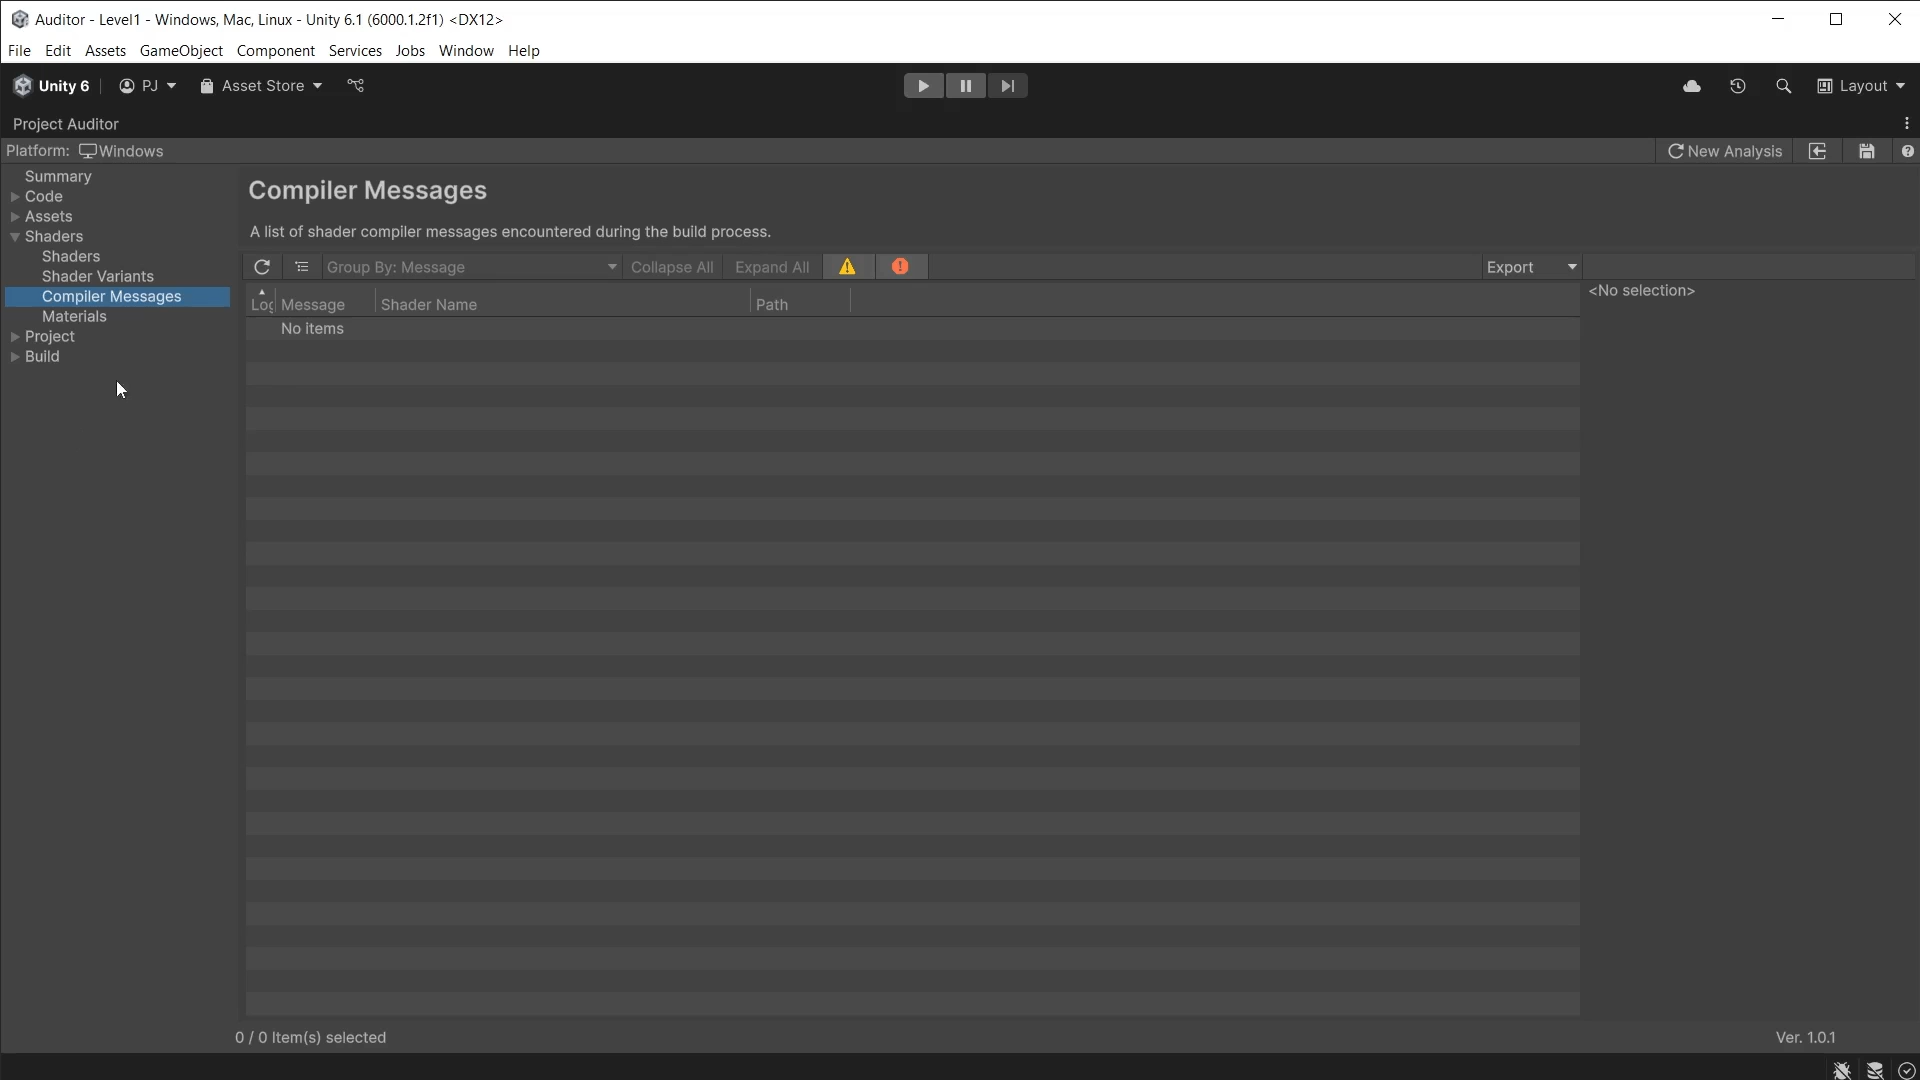 Auditor - Level1 - Windows, Mac, Linux - Unity 6.1 (6000.1.2f1) <DX12>
File Edit Assets GameObject Component Services Jobs Window Help
Unity 6 PJ Asset Store Layout
Project Auditor
Platform: Windows New Analysis
Summary
Code
Assets
Shaders
Shaders
Shader Variants
Compiler Messages
Materials
Project
Build
Compiler Messages
A list of shader compiler messages encountered during the build process.
Group By: Message Collapse All Expand All Export
Log Message Shader Name Path
No items
<No selection>
0 / 0 Item(s) selected
Ver. 1.0.1